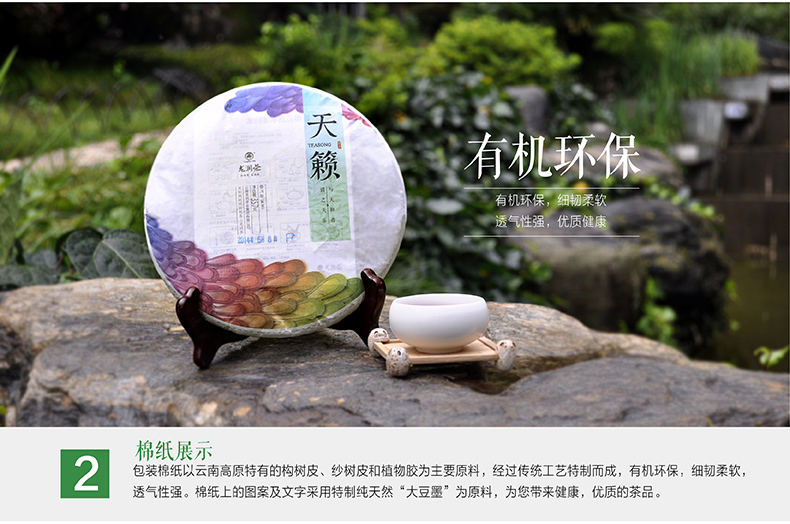 天籁
TEASONG
龙润茶
有机环保
有机环保，细韧柔软
透气性强，优质健康
2
棉纸展示
包装棉纸以云南高原特有的构树皮、纱树皮和植物胶为主要原料，经过传统工艺特制而成，有机环保，细韧柔软，
透气性强。棉纸上的图案及文字采用特制纯天然“大豆墨”为原料，为您带来健康，优质的茶品。